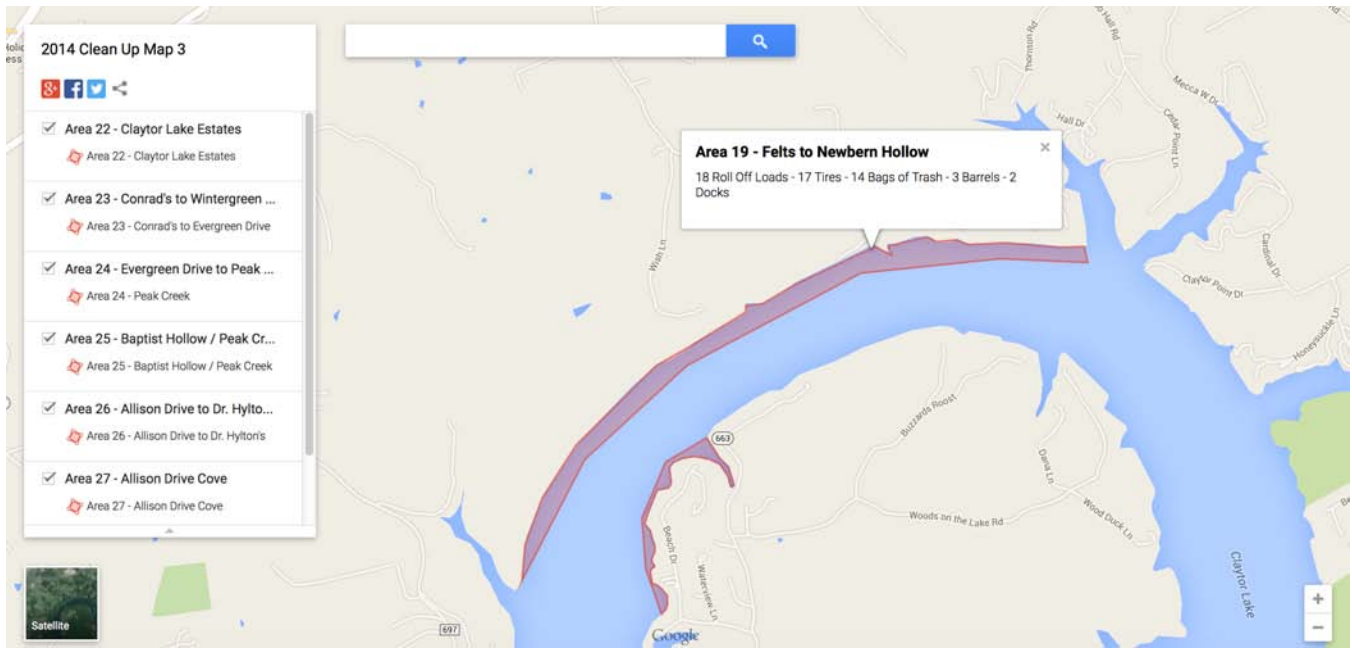 2014 Clean Up Map 3
Area 22 - Claytor Lake Estates
Area 22 - Claytor Lake Estates
Area 23 - Conrad's to Wintergreen ...
Area 23 - Conrad's to Evergreen Drive
Area 24 - Evergreen Drive to Peak ...
Area 24 - Peak Creek
Area 25 - Baptist Hollow / Peak Cr...
Area 25 - Baptist Hollow / Peak Creek
Area 26 - Allison Drive to Dr. Hylto...
Area 26 - Allison Drive to Dr. Hylton's
Area 27 - Allison Drive Cove
Area 27 - Allison Drive Cove
Satellite
Area 19 - Felts to Newbern Hollow
18 Roll Off Loads - 17 Tires - 14 Bags of Trash - 3 Barrels - 2
Docks
Thornson Rd
Hall Rd
Mecca W Dr
Hall Dr
Cedar Point Ln
Wish Ln
Cardinal Dr
Claytor Point Dr
Honeysuckle Ln
663
Buzzards Roost
Dana Ln
Woods on the Lake Rd
Wood Duck Ln
Beach Dr
Waterview Ln
Claytor Lake
697
Google